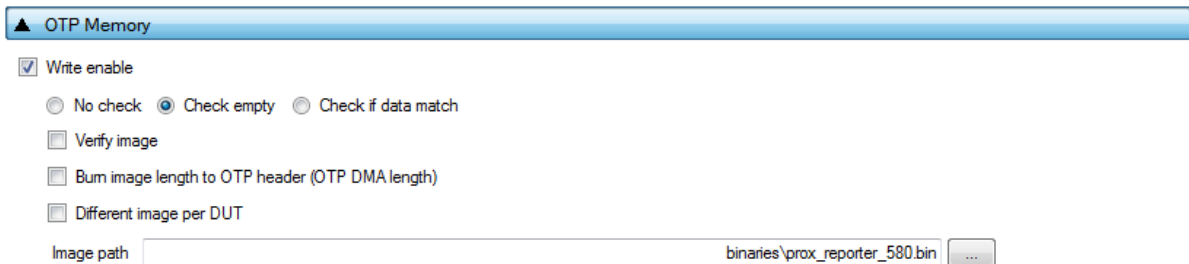 OTP Memory
Write enable
No check Check empty Check if data match
Verify image
Burn image length to OTP header (OTP DMA length)
Different image per DUT
Image path binaries\prox_reporter_580.bin ...